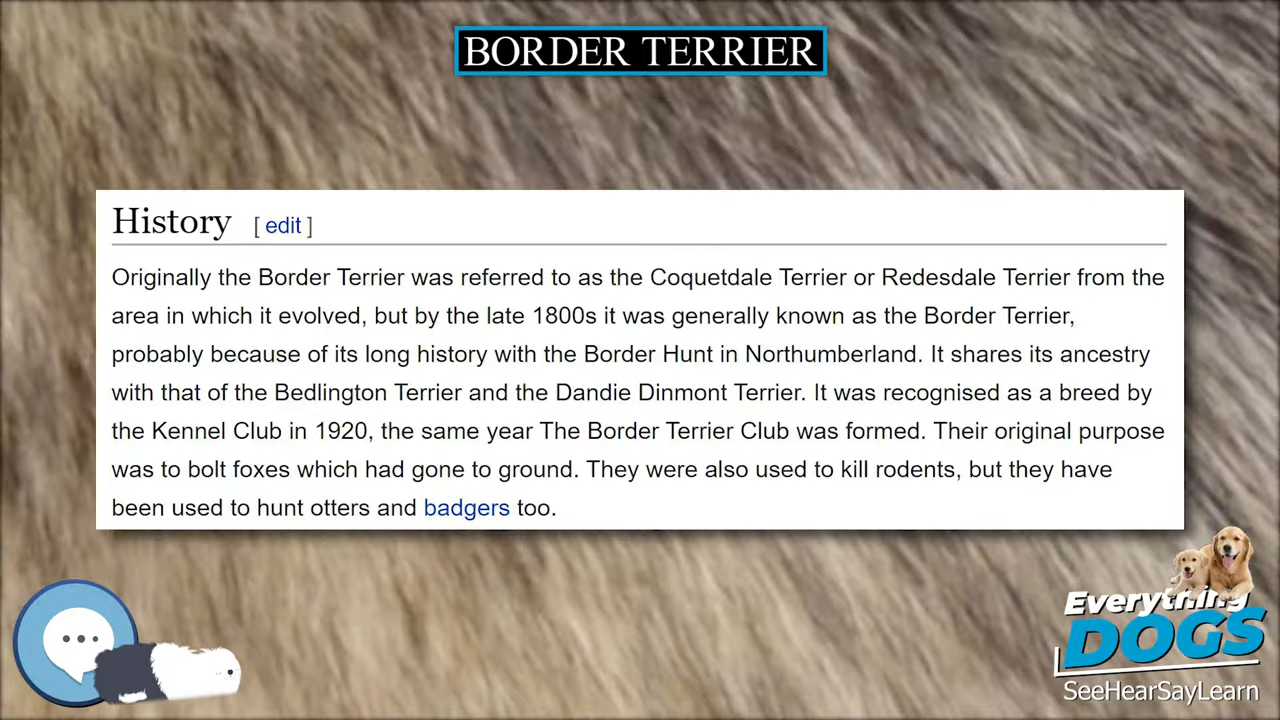 BORDER TERRIER
History [ edit ]
Originally the Border Terrier was referred to as the Coquetdale Terrier or Redesdale Terrier from the
area in which it evolved, but by the late 1800s it was generally known as the Border Terrier,
probably because of its long history with the Border Hunt in Northumberland. It shares its ancestry
with that of the Bedlington Terrier and the Dandie Dinmont Terrier. It was recognised as a breed by
the Kennel Club in 1920, the same year The Border Terrier Club was formed. Their original purpose
was to bolt foxes which had gone to ground. They were also used to kill rodents, but they have
been used to hunt otters and badgers too.
Everything
DOGS
SeeHearSayLearn